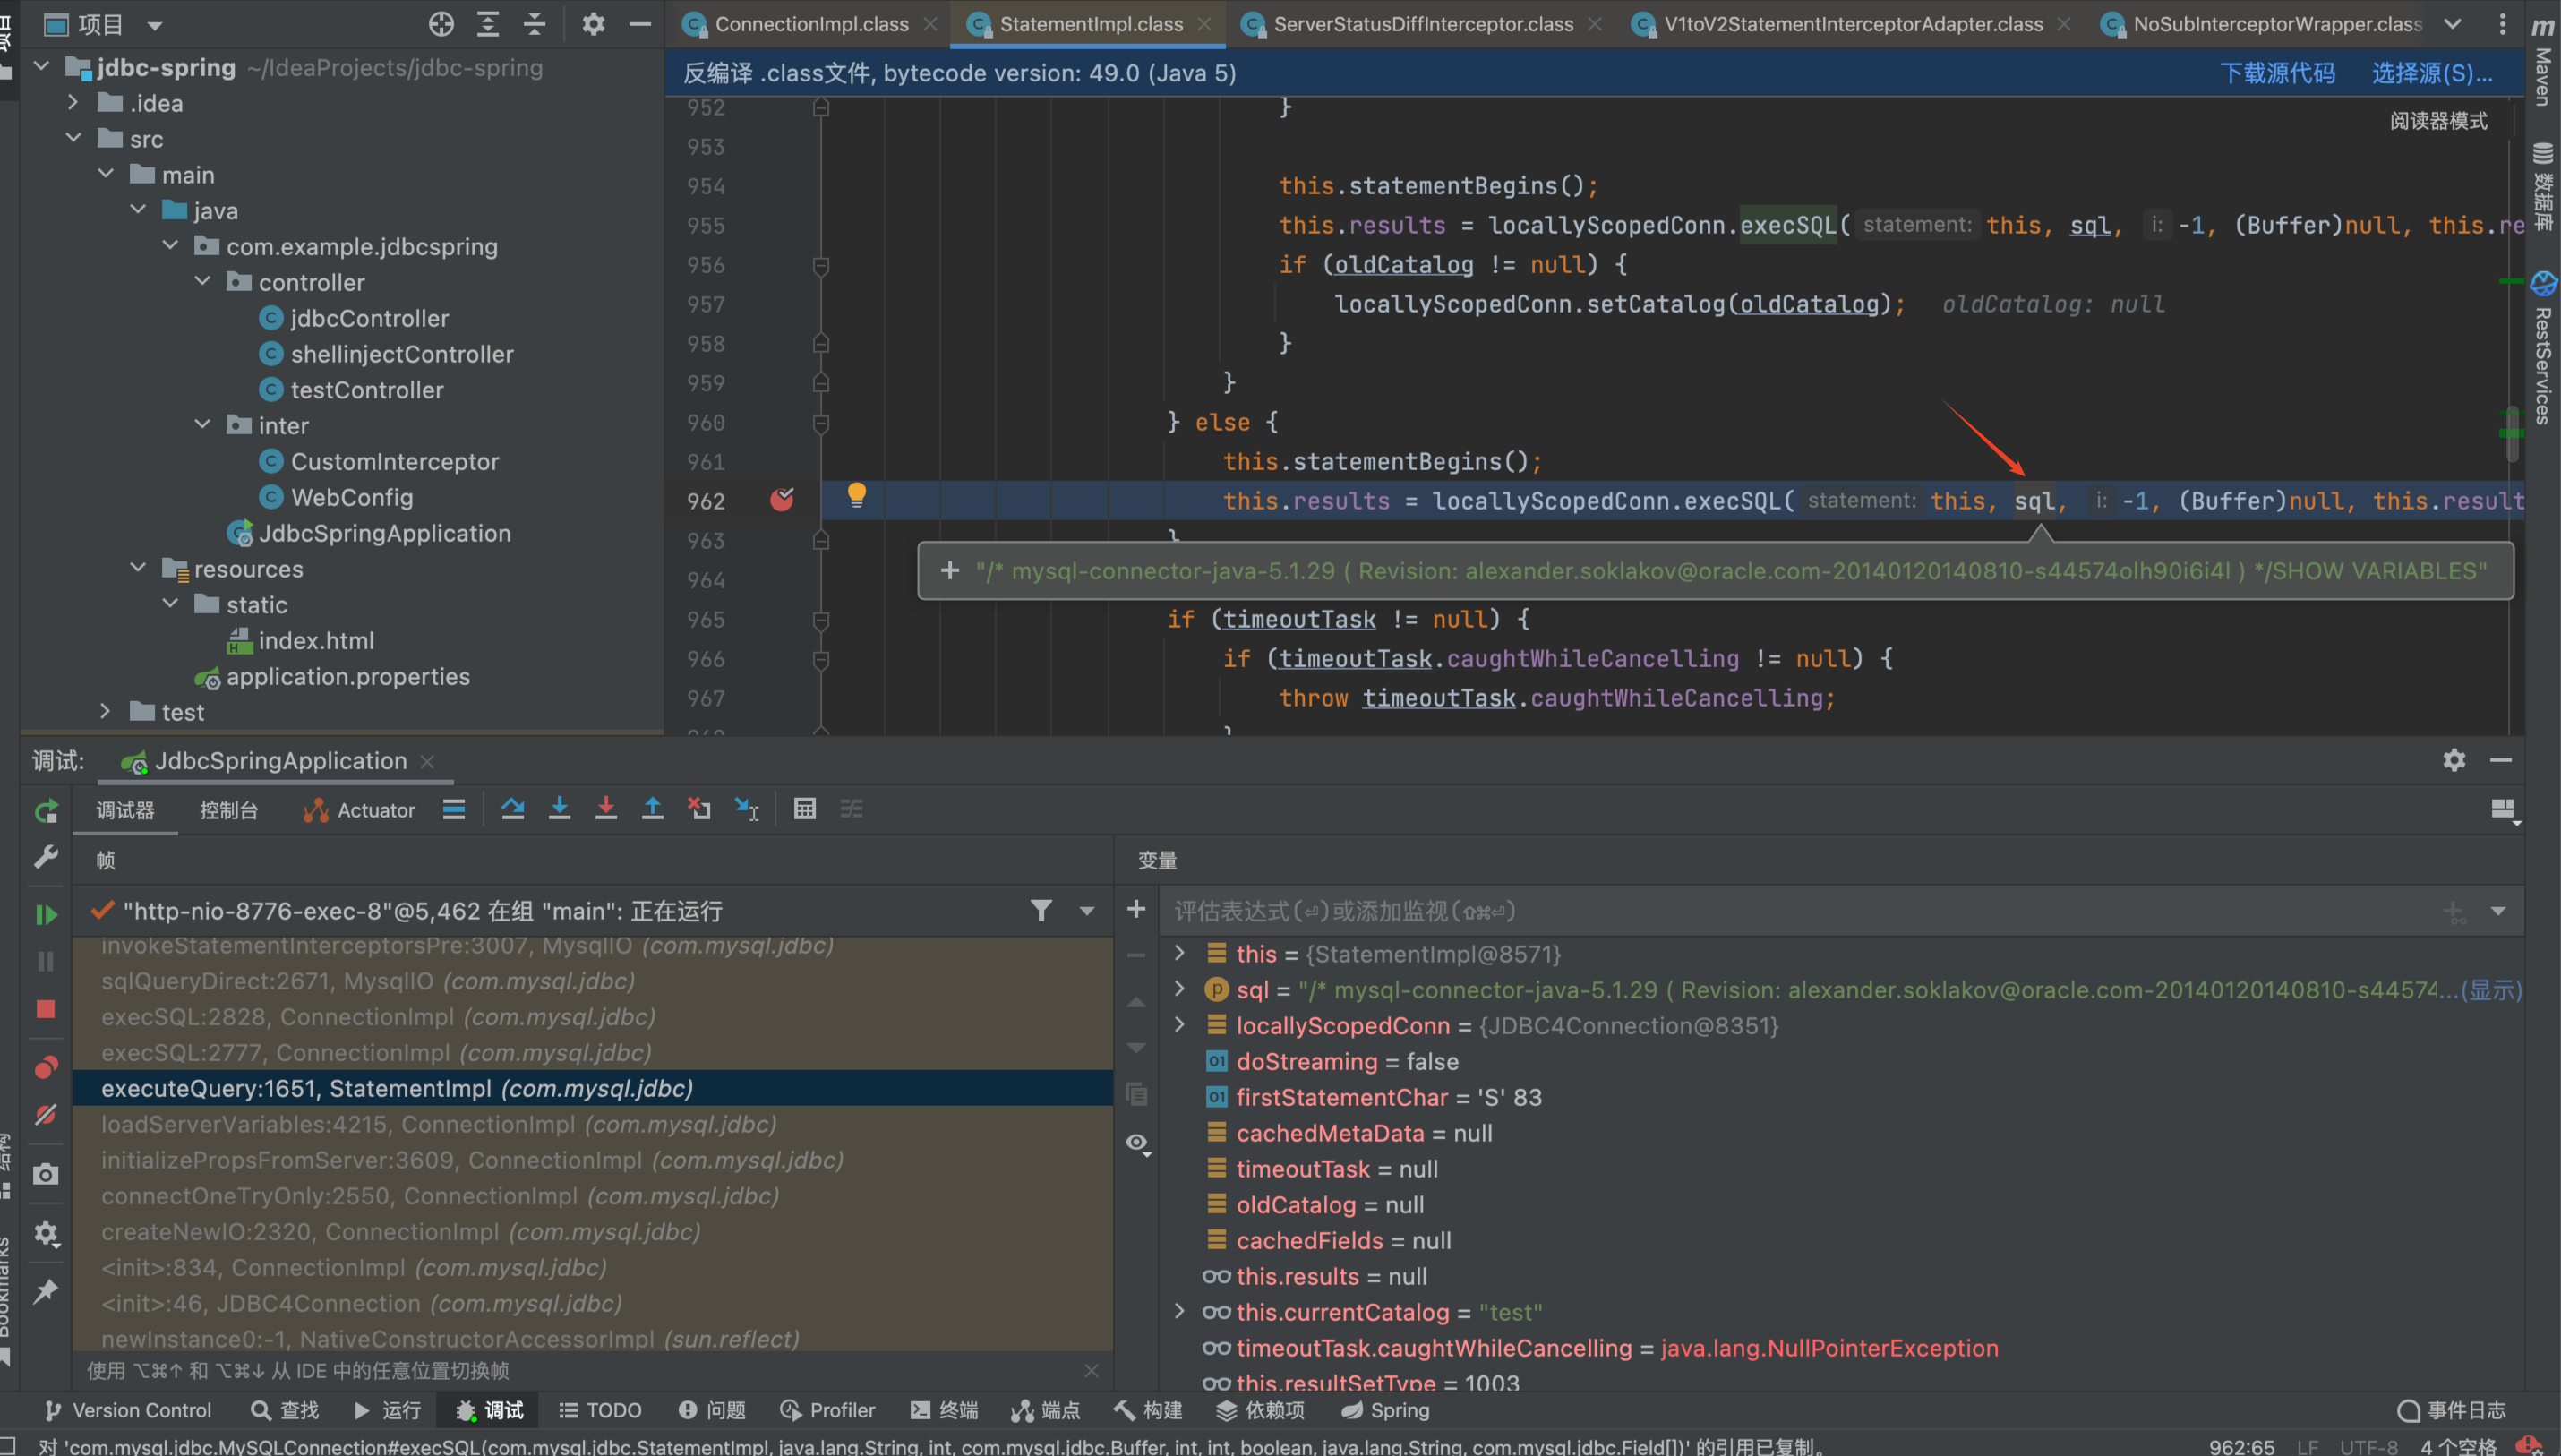 项目
ConnectionImpl.class
StatementImpl.class
ServerStatusDiffInterceptor.class
V1toV2StatementInterceptorAdapter.class
NoSubInterceptorWrapper.class
jdbc-spring ~/IdeaProjects/jdbc-spring
.idea
src
main
java
com.example.jdbcspring
controller
jdbcController
shellinjectController
testController
inter
CustomInterceptor
WebConfig
JdbcSpringApplication
resources
static
index.html
application.properties
test
反编译 .class文件, bytecode version: 49.0 (Java 5)
下载源代码 选择源(S)...
阅读器模式
952 }
953
954 this.statementBegins();
955 this.results = locallyScopedConn.execSQL( statement: this, sql, i: -1, (Buffer)null, this.re
956 if (oldCatalog != null) {
957 locallyScopedConn.setCatalog(oldCatalog); oldCatalog: null
958 }
959 }
960 } else {
961 this.statementBegins();
962 this.results = locallyScopedConn.execSQL( statement: this, sql, i: -1, (Buffer)null, this.result
963 }
+ "/* mysql-connector-java-5.1.29 ( Revision: alexander.soklakov@oracle.com-20140120140810-s44574olh90i6i4l ) */SHOW VARIABLES"
964
965 if (timeoutTask != null) {
966 if (timeoutTask.caughtWhileCancelling != null) {
967 throw timeoutTask.caughtWhileCancelling;
968 }
Maven
数据库
RestServices
调试: JdbcSpringApplication
调试器 控制台 Actuator
帧
变量
"http-nio-8776-exec-8"@5,462 在组 "main": 正在运行
invokeStatementInterceptorsPre:3007, MysqlIO (com.mysql.jdbc)
sqlQueryDirect:2671, MysqlIO (com.mysql.jdbc)
execSQL:2828, ConnectionImpl (com.mysql.jdbc)
execSQL:2777, ConnectionImpl (com.mysql.jdbc)
executeQuery:1651, StatementImpl (com.mysql.jdbc)
loadServerVariables:4215, ConnectionImpl (com.mysql.jdbc)
initializePropsFromServer:3609, ConnectionImpl (com.mysql.jdbc)
connectOneTryOnly:2550, ConnectionImpl (com.mysql.jdbc)
createNewIO:2320, ConnectionImpl (com.mysql.jdbc)
<init>:834, ConnectionImpl (com.mysql.jdbc)
<init>:46, JDBC4Connection (com.mysql.jdbc)
newInstance0:-1, NativeConstructorAccessorImpl (sun.reflect)
使用 ⌥⌘↑ 和 ⌥⌘↓ 从 IDE 中的任意位置切换帧
评估表达式(⏎)或添加监视(⇧⌘⏎)
this = {StatementImpl@8571}
sql = "/* mysql-connector-java-5.1.29 ( Revision: alexander.soklakov@oracle.com-20140120140810-s44574...(显示)
locallyScopedConn = {JDBC4Connection@8351}
doStreaming = false
firstStatementChar = 'S' 83
cachedMetaData = null
timeoutTask = null
oldCatalog = null
cachedFields = null
this.results = null
this.currentCatalog = "test"
timeoutTask.caughtWhileCancelling = java.lang.NullPointerException
this.resultSetType = 1003
结构
Bookmarks
Version Control 查找 运行 调试 TODO 问题 Profiler 终端 端点 构建 依赖项 Spring 事件日志
对 'com.mysql.jdbc.MySQLConnection#execSQL(com.mysql.jdbc.StatementImpl, java.lang.String, int, com.mysql.jdbc.Buffer, int, int, boolean, java.lang.String, com.mysql.jdbc.Field[])' 的引用已复制。
962:65 LF UTF-8 4 个空格